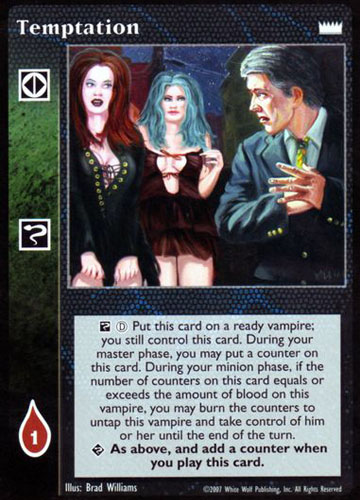 Temptation
Ⓓ Put this card on a ready vampire;
you still control this card. During your
master phase, you may put a counter on
this card. During your minion phase, if the
number of counters on this card equals or
exceeds the amount of blood on this
vampire, you may burn the counters to
untap this vampire and take control of him
or her until the end of the turn.
As above, and add a counter when
you play this card.
1
Illus: Brad Williams
©2007 White Wolf Publishing, Inc. All Rights Reserved